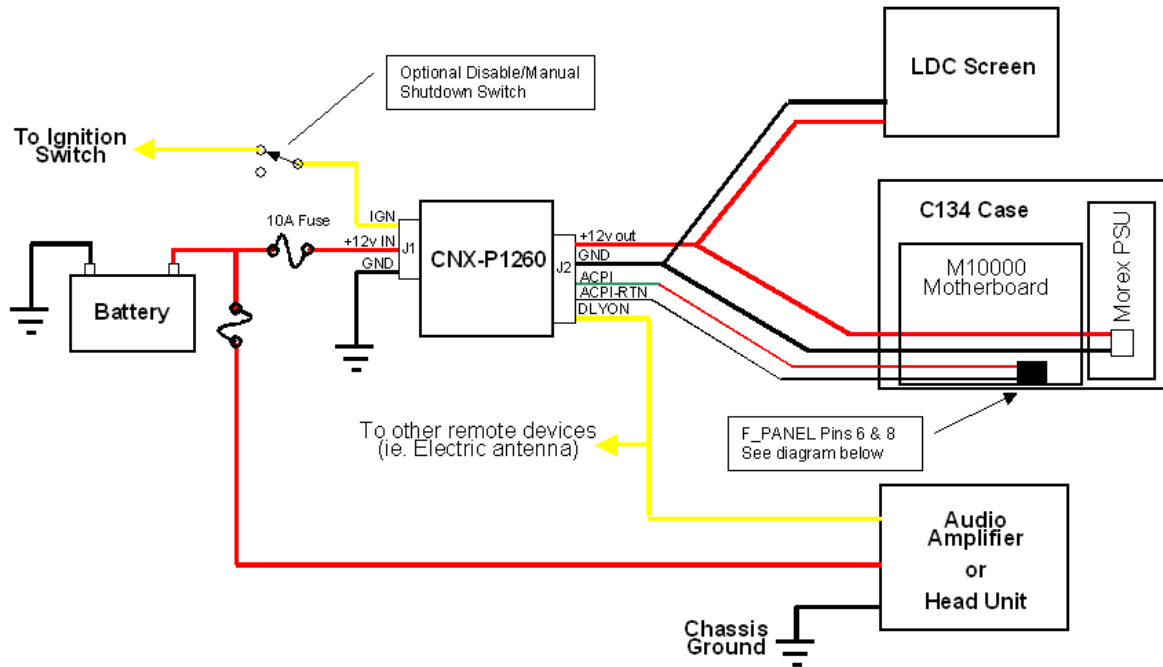 LDC Screen
Optional Disable/Manual
Shutdown Switch
To Ignition
Switch
C134 Case
IGN
10A Fuse
+12v IN
J1
GND
CNX-P1260
+12v out
J2
GND
ACPI
ACPI-RTN
DLYON
M10000
Motherboard
Morex PSU
Battery
To other remote devices
(ie. Electric antenna)
F_PANEL Pins 6 & 8
See diagram below
Audio
Amplifier
or
Head Unit
Chassis
Ground